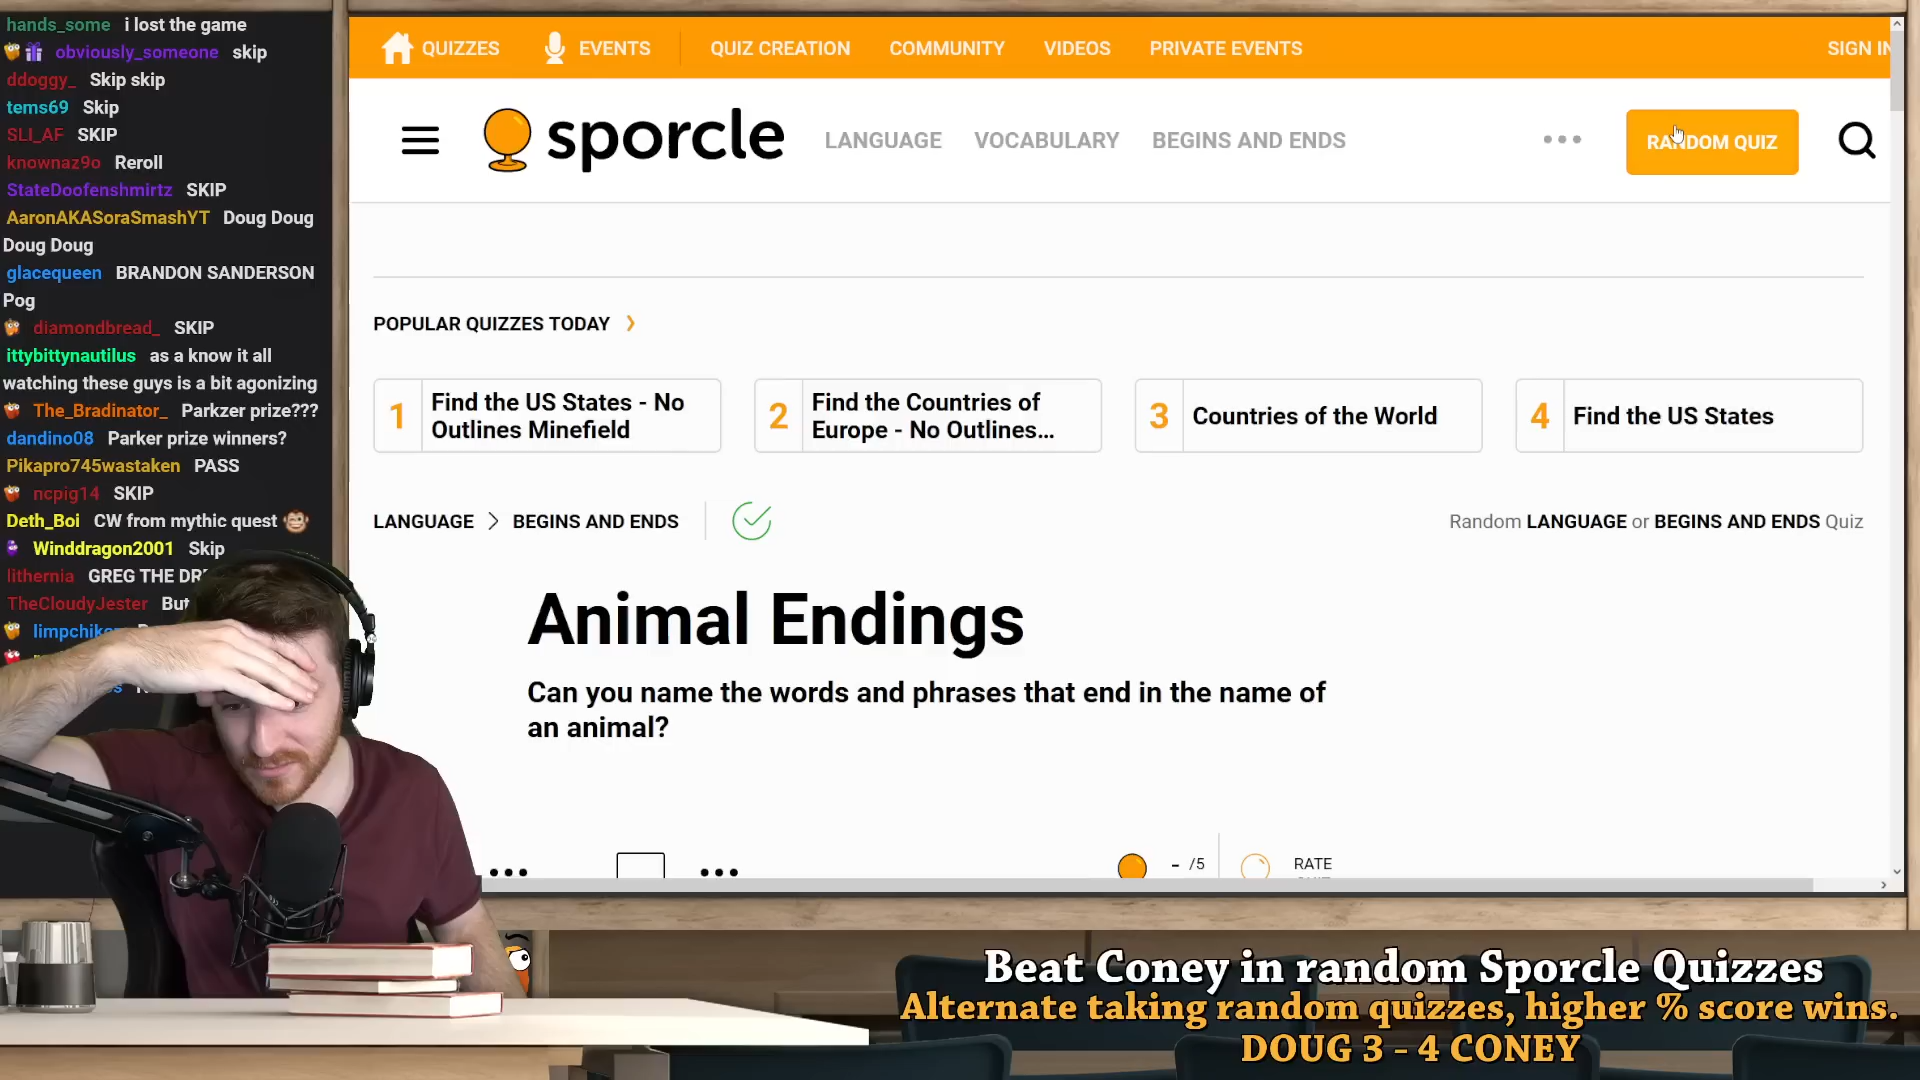 hands_some i lost the game
obviously_someone skip
ddoggy_ Skip skip
tems69 Skip
SLI_AF SKIP
knownaz9o Reroll
StateDoofenshmirtz SKIP
AaronAKASoraSmashYT Doug Doug
Doug Doug
glacequeen BRANDON SANDERSON
Pog
diamondbread_ SKIP
ittybittynautilus as a know it all
watching these guys is a bit agonizing
The_Bradinator_ Parkzer prize???
dandino08 Parker prize winners?
Pikapro745wastaken PASS
ncpig14 SKIP
Deth_Boi CW from mythic quest
Winddragon2001 Skip
lithernia GREG THE
TheCloudyJester But
QUIZZES EVENTS QUIZ CREATION COMMUNITY VIDEOS PRIVATE EVENTS SIGN IN
sporcle LANGUAGE VOCABULARY BEGINS AND ENDS RANDOM QUIZ
POPULAR QUIZZES TODAY
1 Find the US States - No
Outlines Minefield
2 Find the Countries of
Europe - No Outlines...
3 Countries of the World
4 Find the US States
LANGUAGE > BEGINS AND ENDS
Random LANGUAGE or BEGINS AND ENDS Quiz
Animal Endings
Can you name the words and phrases that end in the name of
an animal?
- /5 RATE
Beat Coney in random Sporcle Quizzes
Alternate taking random quizzes, higher % score wins.
DOUG 3 - 4 CONEY